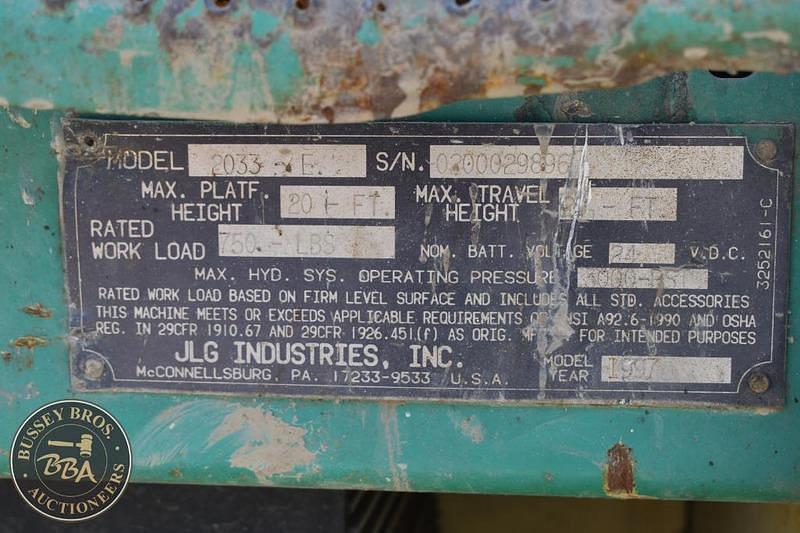 MODEL 2033 - E S/N. 0200029896
MAX. PLATF. HEIGHT 20 - FT.
MAX. TRAVEL HEIGHT - FT.
RATED WORK LOAD 750 - LBS
NOM. BATT. VOLTAGE 24 V.D.C.
MAX. HYD. SYS. OPERATING PRESSURE
RATED WORK LOAD BASED ON FIRM LEVEL SURFACE AND INCLUDES ALL STD. ACCESSORIES
THIS MACHINE MEETS OR EXCEEDS APPLICABLE REQUIREMENTS OF ANSI A92.6-1990 AND OSHA
REG. IN 29CFR 1910.67 AND 29CFR 1926.451(f) AS ORIG. FOR INTENDED PURPOSES
JLG INDUSTRIES, INC.
McCONNELLSBURG, PA. 17233-9533 U.S.A.
MODEL YEAR 1997
3252161-C
BUSSEY BROS.
BBA
AUCTIONEERS